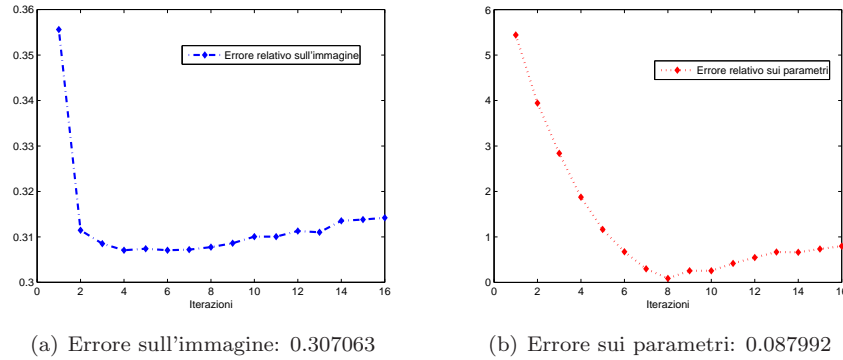 0.36
0.35
0.34
0.33
0.32
0.31
0.3
0 2 4 6 8 10 12 14 16
Iterazioni
Errore relativo sull'immagine
(a) Errore sull'immagine: 0.307063
6
5
4
3
2
1
0
0 2 4 6 8 10 12 14 16
Iterazioni
Errore relativo sui parametri
(b) Errore sui parametri: 0.087992